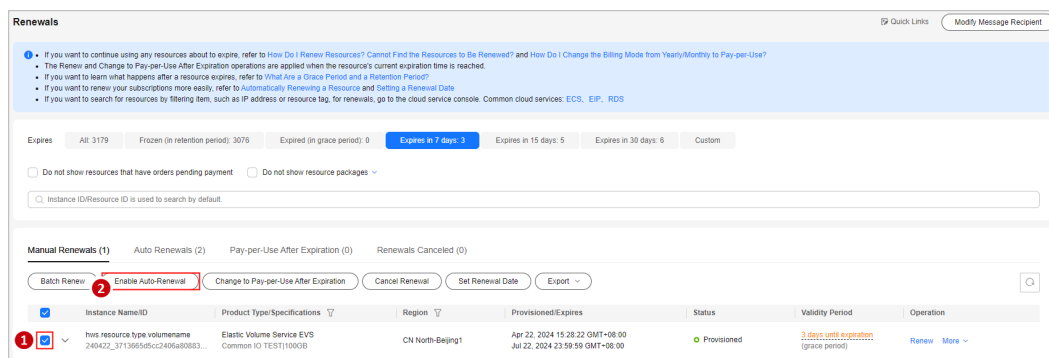 Renewals
Quick Links
Modify Message Recipient
• If you want to continue using any resources about to expire, refer to How Do I Renew Resources? Cannot Find the Resources to Be Renewed? and How Do I Change the Billing Mode from Yearly/Monthly to Pay-per-Use?
• The Renew and Change to Pay-per-Use After Expiration operations are applied when the resource's current expiration time is reached.
• If you want to learn what happens after a resource expires, refer to What Are a Grace Period and a Retention Period?
• If you want to renew your subscriptions more easily, refer to Automatically Renewing a Resource and Setting a Renewal Date
• If you want to search for resources by filtering item, such as IP address or resource tag, for renewals, go to the cloud service console. Common cloud services: ECS、EIP、RDS
Expires All: 3179 Frozen (in retention period): 3076 Expired (in grace period): 0 Expires in 7 days: 3 Expires in 15 days: 5 Expires in 30 days: 6 Custom
Do not show resources that have orders pending payment Do not show resource packages
Instance ID/Resource ID is used to search by default.
Manual Renewals (1) Auto Renewals (2) Pay-per-Use After Expiration (0) Renewals Canceled (0)
Batch Renew Enable Auto-Renewal Change to Pay-per-Use After Expiration Cancel Renewal Set Renewal Date Export
2
Instance Name/ID Product Type/Specifications Region Provisioned/Expires Status Validity Period Operation
1
hws.resource.type.volumename Elastic Volume Service EVS CN North-Beijing1 Apr 22, 2024 15:28:22 GMT+08:00 Provisioned 3 days until expiration Renew More
240422_3713665d5cc2406a80883... Common IO TEST|100GB Jul 22, 2024 23:59:59 GMT+08:00 (grace period)